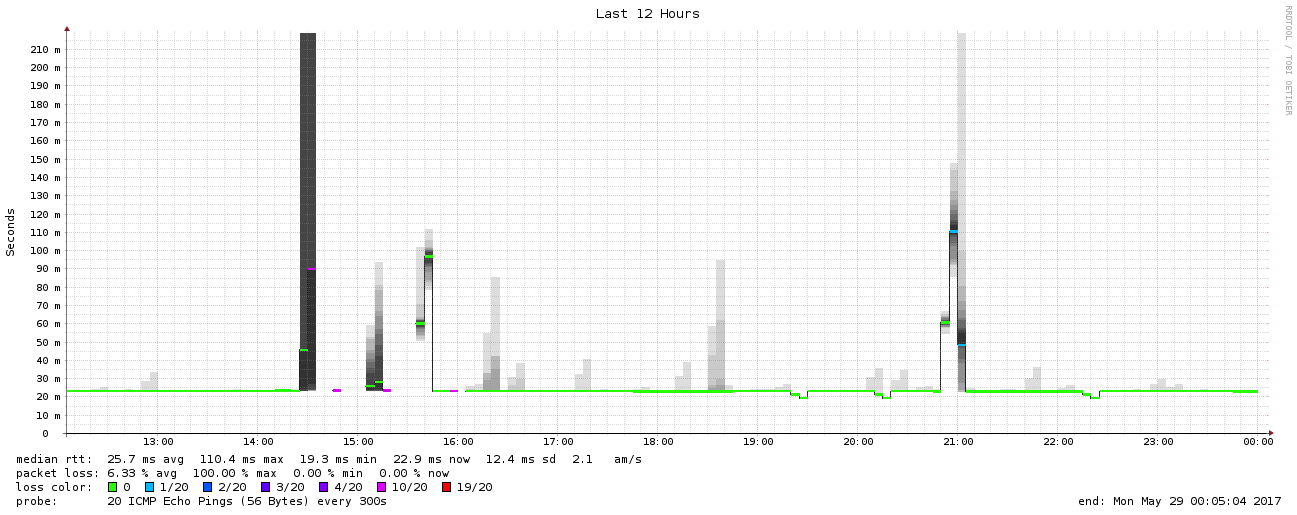 Last 12 Hours
RRDTOOL / TOBI OETIKER
Seconds
210 m
200 m
190 m
180 m
170 m
160 m
150 m
140 m
130 m
120 m
110 m
100 m
90 m
80 m
70 m
60 m
50 m
40 m
30 m
20 m
10 m
0
13:00 14:00 15:00 16:00 17:00 18:00 19:00 20:00 21:00 22:00 23:00 00:00
median rtt: 25.7 ms avg 110.4 ms max 19.3 ms min 22.9 ms now 12.4 ms sd 2.1 am/s
packet loss: 6.33 % avg 100.00 % max 0.00 % min 0.00 % now
loss color: 0 1/20 2/20 3/20 4/20 10/20 19/20
probe: 20 ICMP Echo Pings (56 Bytes) every 300s
end: Mon May 29 00:05:04 2017